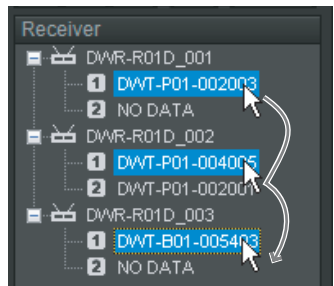 Receiver
DWR-R01D_001
1 DWT-P01-002003
2 NO DATA
DWR-R01D_002
1 DWT-P01-004005
2 DWT-P01-002001
DWR-R01D_003
1 DWT-B01-005403
2 NO DATA